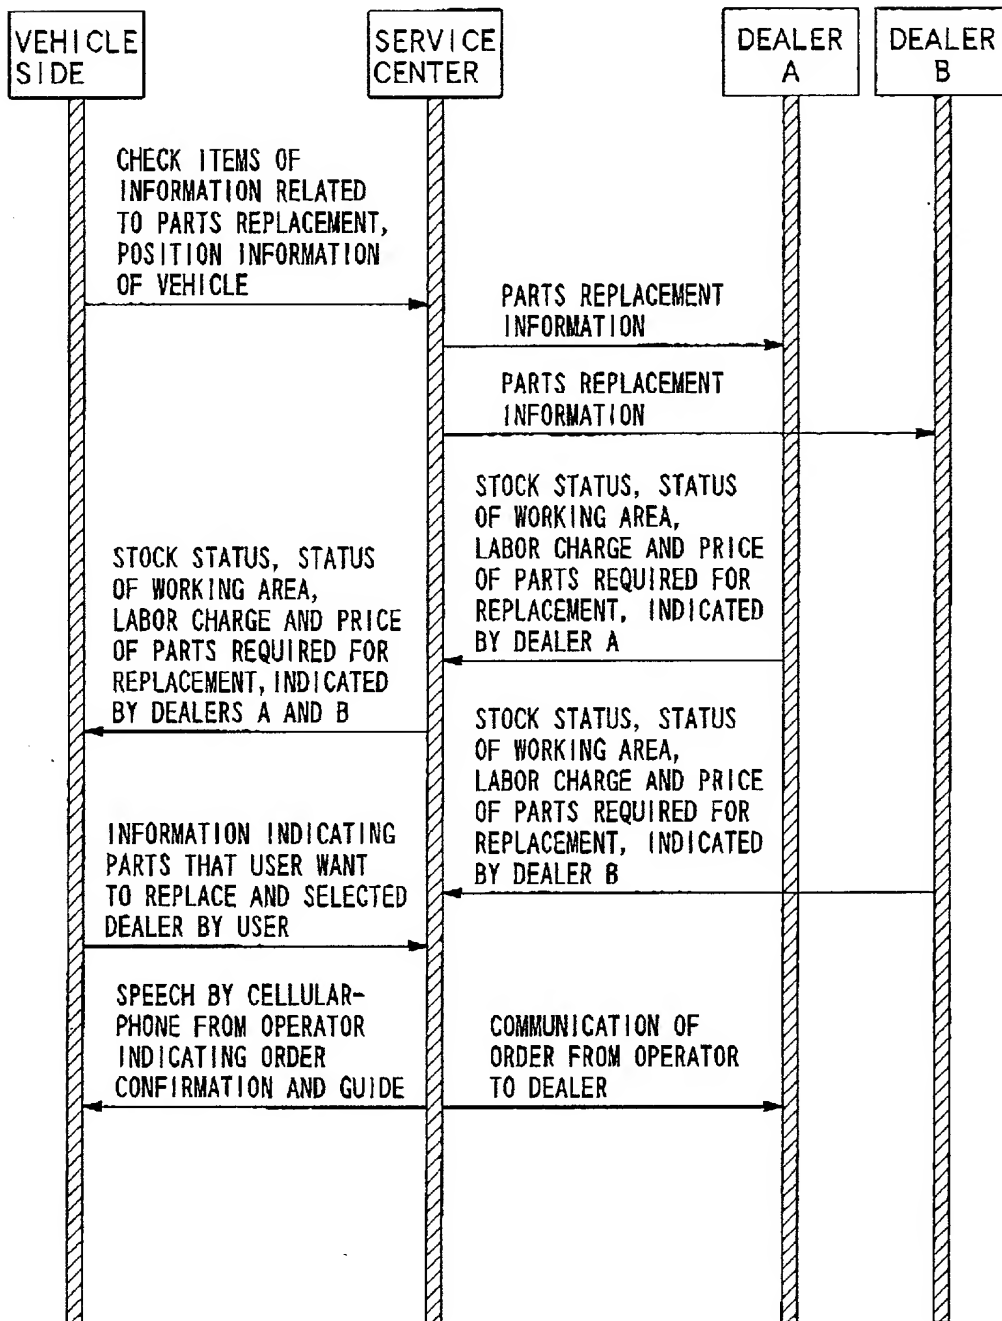 VEHICLE
SIDE
SERVICE
CENTER
DEALER
A
DEALER
B
CHECK ITEMS OF
INFORMATION RELATED
TO PARTS REPLACEMENT,
POSITION INFORMATION
OF VEHICLE
PARTS REPLACEMENT
INFORMATION
PARTS REPLACEMENT
INFORMATION
STOCK STATUS, STATUS
OF WORKING AREA,
LABOR CHARGE AND PRICE
OF PARTS REQUIRED FOR
REPLACEMENT, INDICATED
BY DEALER A
STOCK STATUS, STATUS
OF WORKING AREA,
LABOR CHARGE AND PRICE
OF PARTS REQUIRED FOR
REPLACEMENT, INDICATED
BY DEALERS A AND B
STOCK STATUS, STATUS
OF WORKING AREA,
LABOR CHARGE AND PRICE
OF PARTS REQUIRED FOR
REPLACEMENT, INDICATED
BY DEALER B
INFORMATION INDICATING
PARTS THAT USER WANT
TO REPLACE AND SELECTED
DEALER BY USER
SPEECH BY CELLULAR-
PHONE FROM OPERATOR
INDICATING ORDER
CONFIRMATION AND GUIDE
COMMUNICATION OF
ORDER FROM OPERATOR
TO DEALER